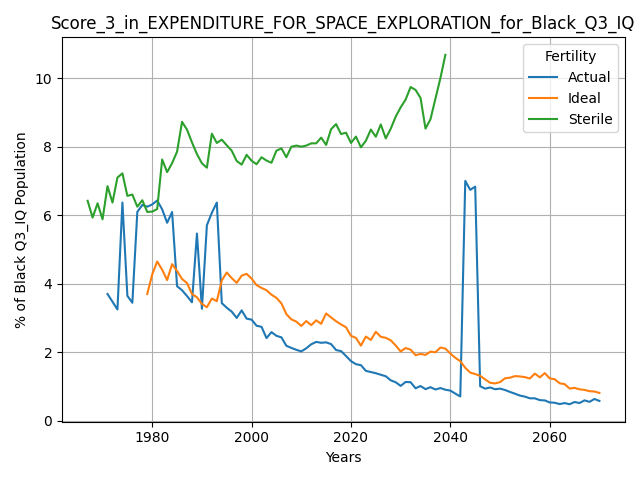 Score_3_in_EXPENDITURE_FOR_SPACE_EXPLORATION_for_Black_Q3_IQ
Fertility
Actual
Ideal
Sterile
% of Black Q3_IQ Population
10
8
6
4
2
0
1980
2000
2020
2040
2060
Years